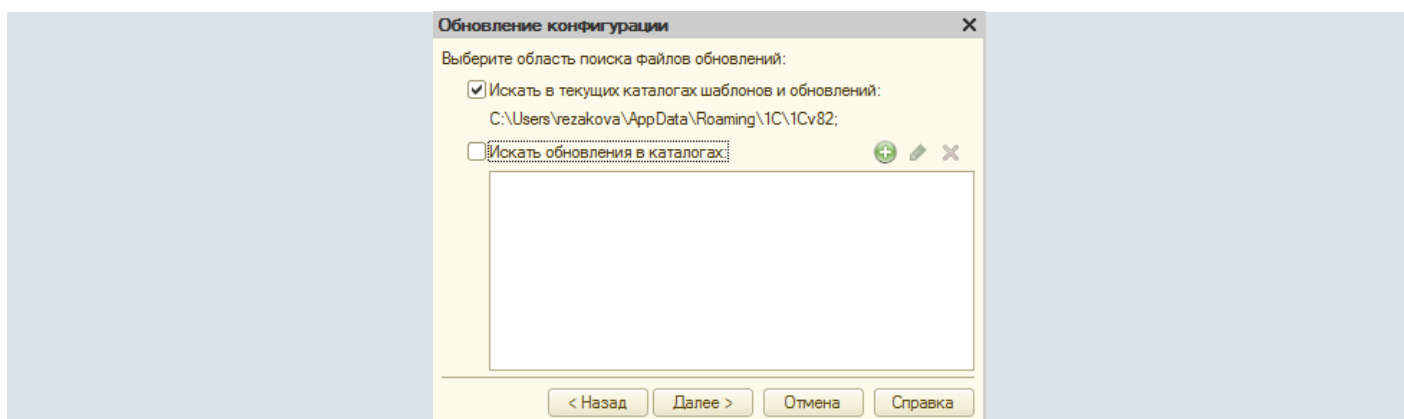 Обновление конфигурации
Выберите область поиска файлов обновлений:
Искать в текущих каталогах шаблонов и обновлений:
C:\Users\rezakova\AppData\Roaming\1C\1Cv82;
Искать обновления в каталогах:
< Назад Далее > Отмена Справка